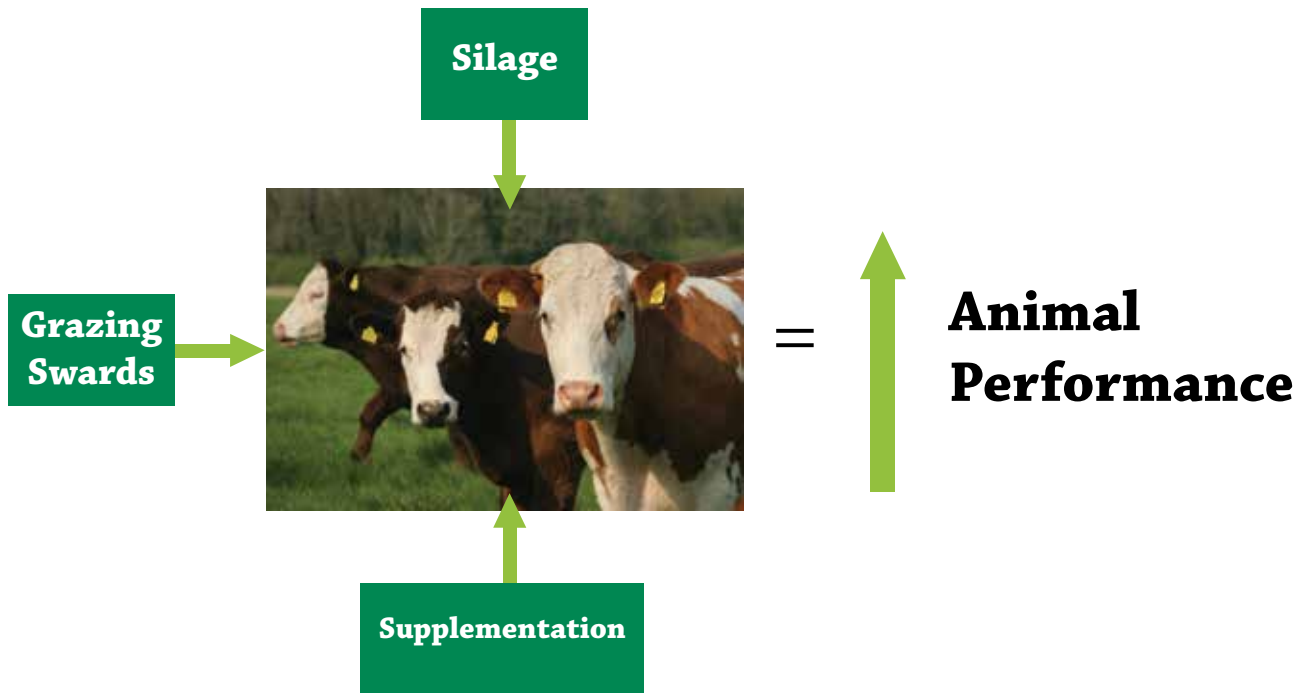 Silage
Grazing
Swards
=
Animal
Performance
Supplementation